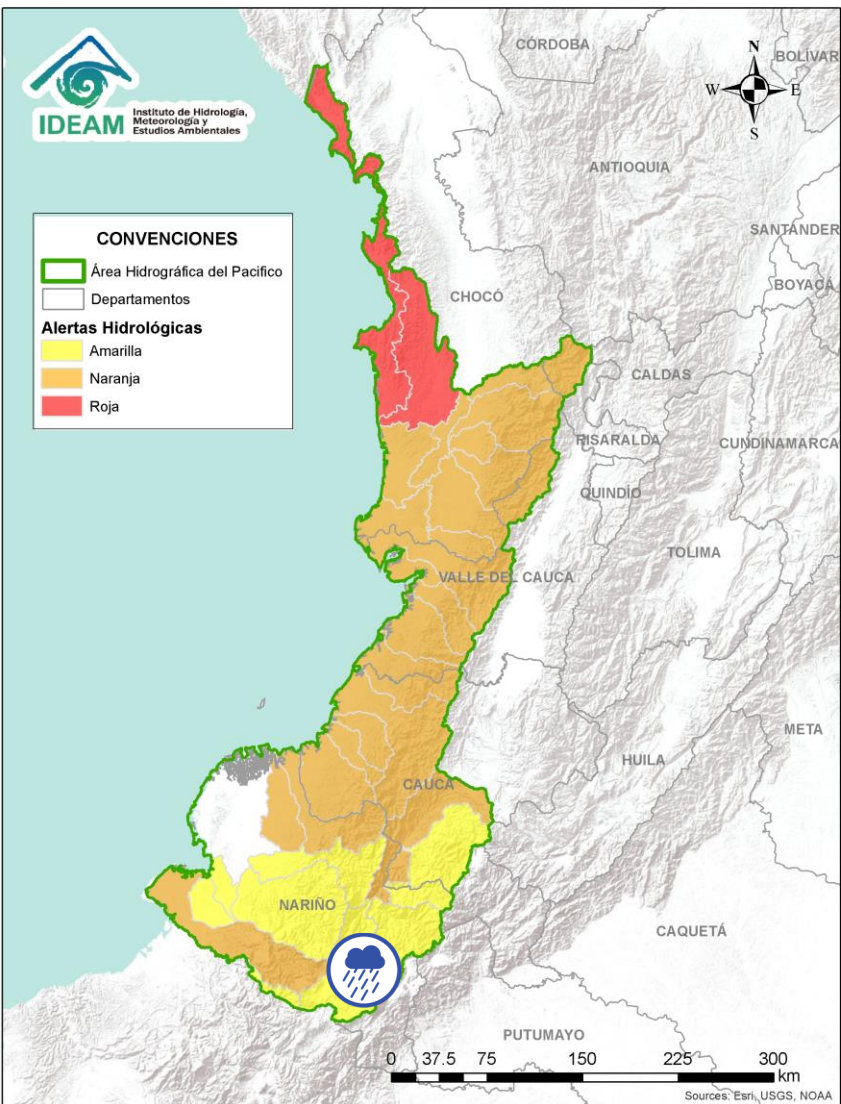 IDEAM
Instituto de Hidrología,
Meteorología y
Estudios Ambientales
N
W E
S
CÓRDOBA
BOLÍVAR
ANTIOQUIA
SANTANDER
BOYACÁ
CHOCÓ
CONVENCIONES
Área Hidrográfica del Pacifico
Departamentos
Alertas Hidrológicas
Amarilla
Naranja
Roja
CALDAS
RISARALDA
CUNDINAMARCA
QUINDÍO
TOLIMA
VALLE DEL CAUCA
META
HUILA
CAUCA
NARIÑO
CAQUETÁ
PUTUMAYO
0 37.5 75 150 225 300
km
Sources: Esri, USGS, NOAA